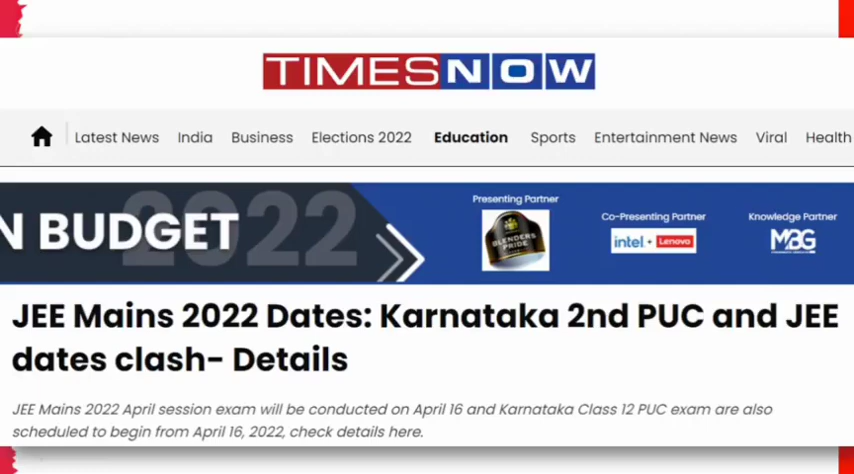 TIMES NOW
Latest News India Business Elections 2022 Education Sports Entertainment News Viral Health
N BUDGET 2022
Presenting Partner
BLENDERS PRIDE
Co-Presenting Partner
intel + Lenovo
Knowledge Partner
MBG
JEE Mains 2022 Dates: Karnataka 2nd PUC and JEE
dates clash- Details
JEE Mains 2022 April session exam will be conducted on April 16 and Karnataka Class 12 PUC exam are also
scheduled to begin from April 16, 2022, check details here.